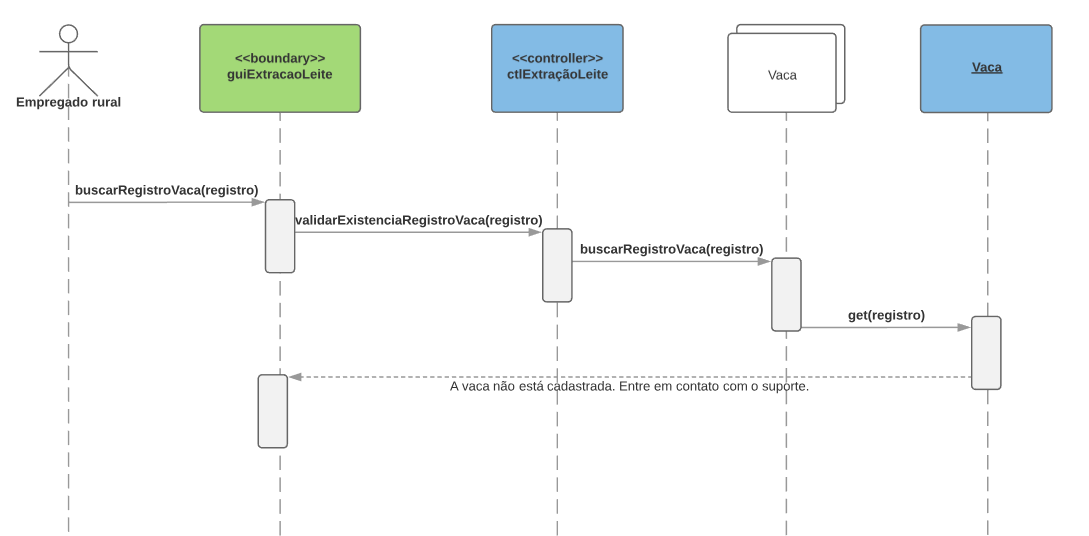 Empregado rural
<<boundary>>
guiExtracaoLeite
<<controller>>
ctlExtraçãoLeite
Vaca
Vaca
buscarRegistroVaca(registro)
validarExistenciaRegistroVaca(registro)
buscarRegistroVaca(registro)
get(registro)
A vaca não está cadastrada. Entre em contato com o suporte.